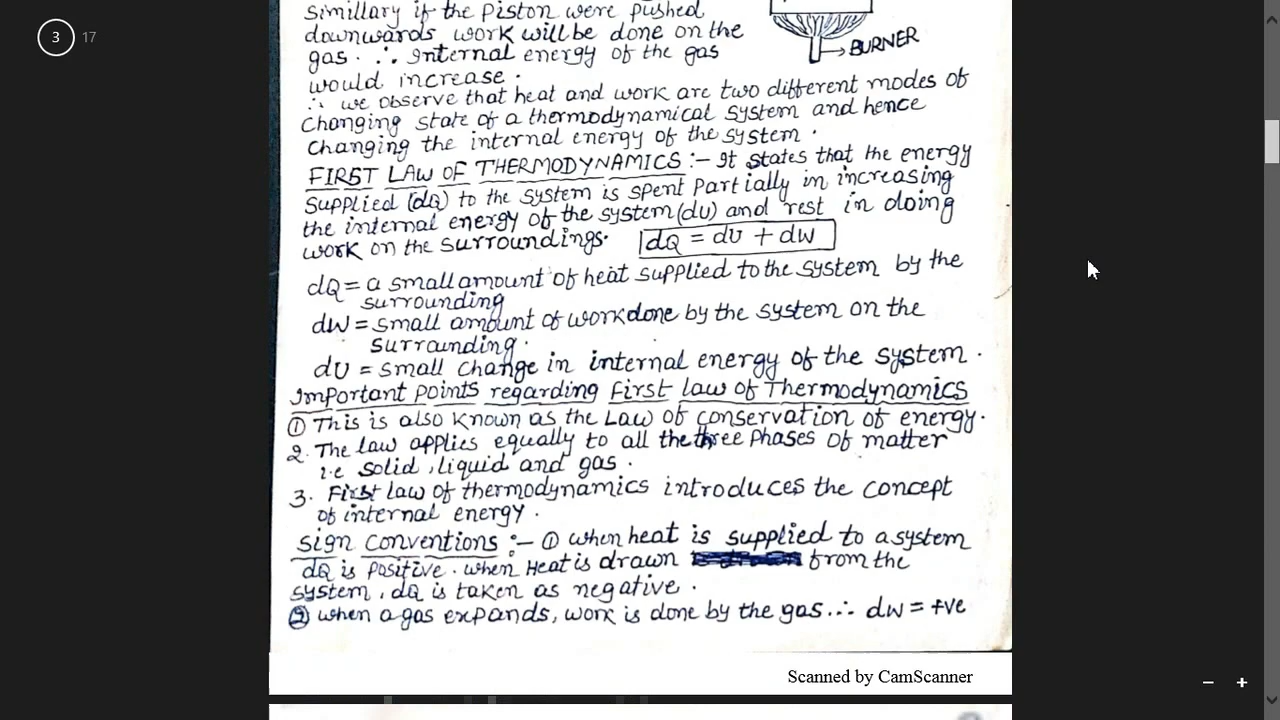 3 17
Simillary if the Piston were pushed
downwards work will be done on the
gas. ∴ Internal energy of the gas
would increase.
→ BURNER
∴ we observe that heat and work are two different modes of
Changing state of a thermodynamical system and hence
Changing the internal energy of the system.
FIRST LAW OF THERMODYNAMICS :- It states that the energy
Supplied (dQ) to the system is spent Partially in increasing
the internal energy of the system (dU) and rest in doing
work on the surroundings. dQ = dU + dW
dQ = a small amount of heat supplied to the system by the
surrounding
dW = small amount of workdone by the system on the
surrounding.
dU = small change in internal energy of the system.
Important points regarding First law of Thermodynamics
① This is also Known as the Law of conservation of energy.
2. The law applies equally to all the three Phases of matter
i.e solid, liquid and gas.
3. First law of thermodynamics introduces the concept
of internal energy.
Sign Conventions :- ① when heat is supplied to a system
dQ is positive. when Heat is drawn from the
system, dQ is taken as negative.
② when a gas expands, work is done by the gas. ∴ dW = +ve
Scanned by CamScanner